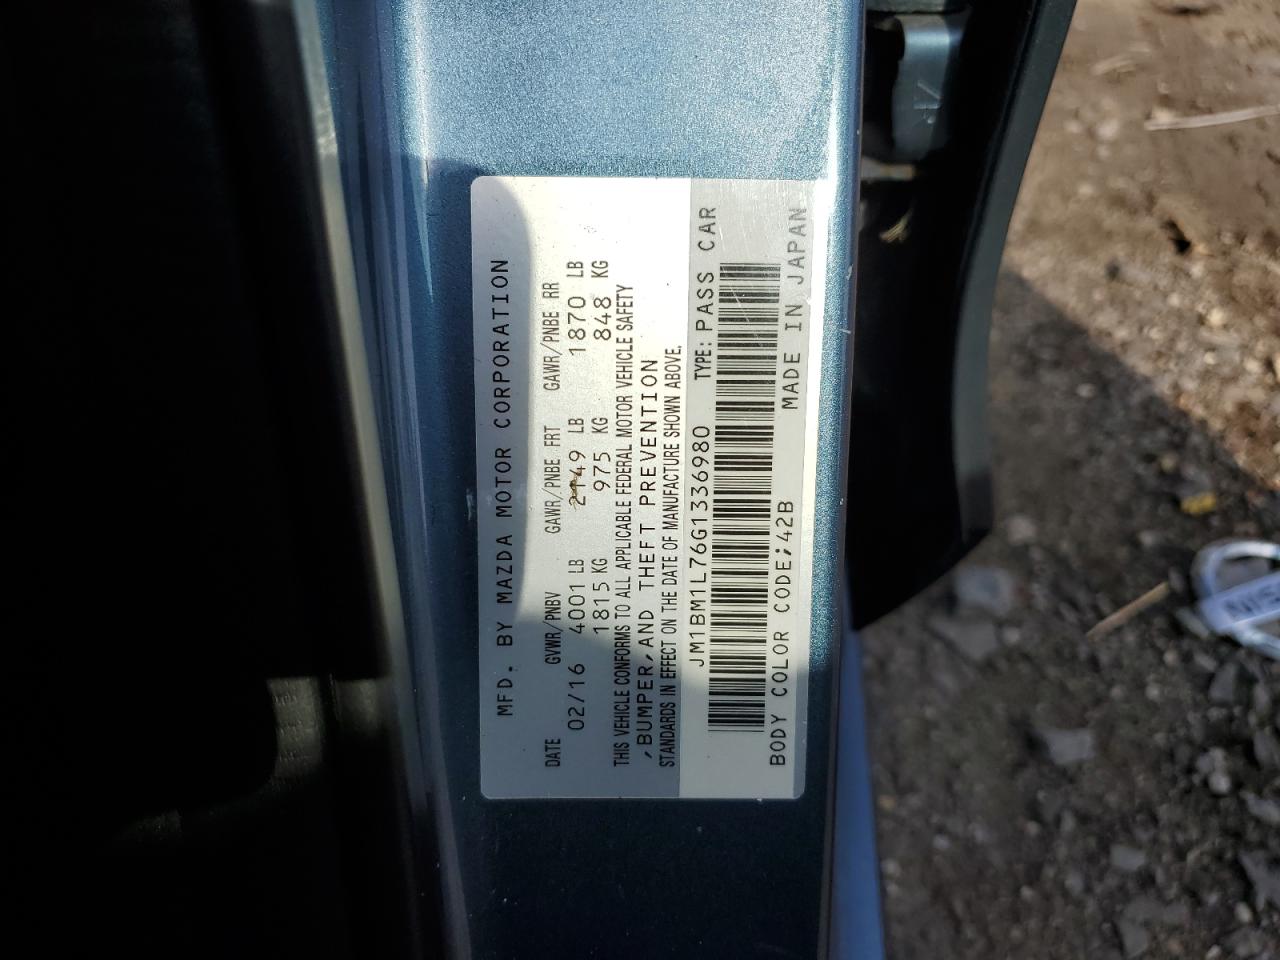 MFD. BY MAZDA MOTOR CORPORATION
DATE GVWR/PNBV GAWR/PNBE FRT GAWR/PNBE RR
02/16 4001 LB 2149 LB 1870 LB
1815 KG 975 KG 848 KG
THIS VEHICLE CONFORMS TO ALL APPLICABLE FEDERAL MOTOR VEHICLE SAFETY
,BUMPER, AND THEFT PREVENTION
STANDARDS IN EFFECT ON THE DATE OF MANUFACTURE SHOWN ABOVE.
JM1BM1L76G1336980 TYPE: PASS CAR
BODY COLOR CODE;42B MADE IN JAPAN